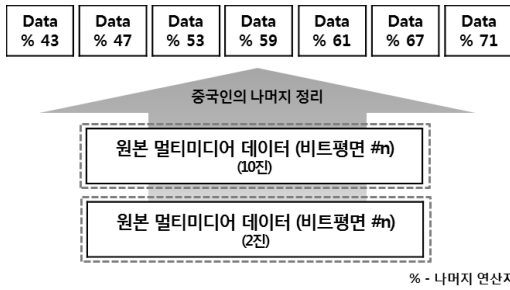 Data Data Data Data Data Data Data
% 43 % 47 % 53 % 59 % 61 % 67 % 71
중국인의 나머지 정리
원본 멀티미디어 데이터 (비트평면 #n)
(10진)
원본 멀티미디어 데이터 (비트평면 #n)
(2진)
% - 나머지 연산자